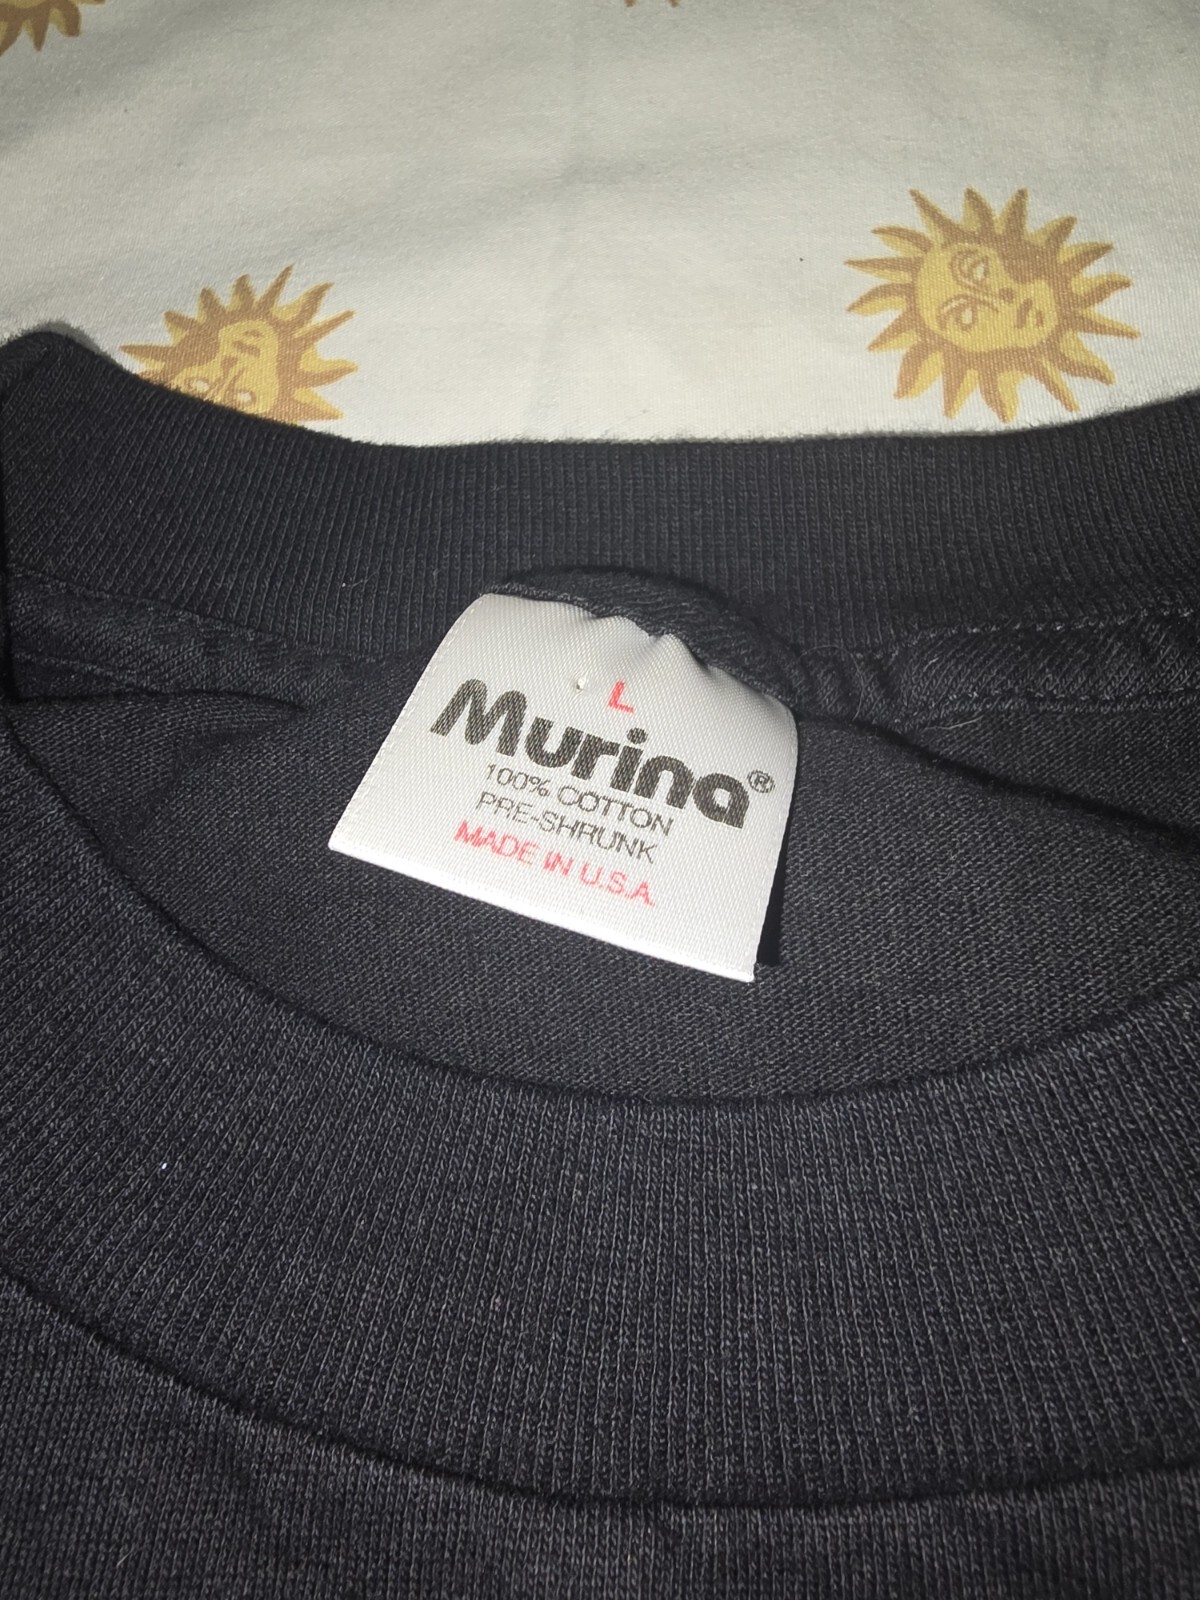 L
Murina®
100% COTTON
PRE-SHRUNK
MADE IN U.S.A.